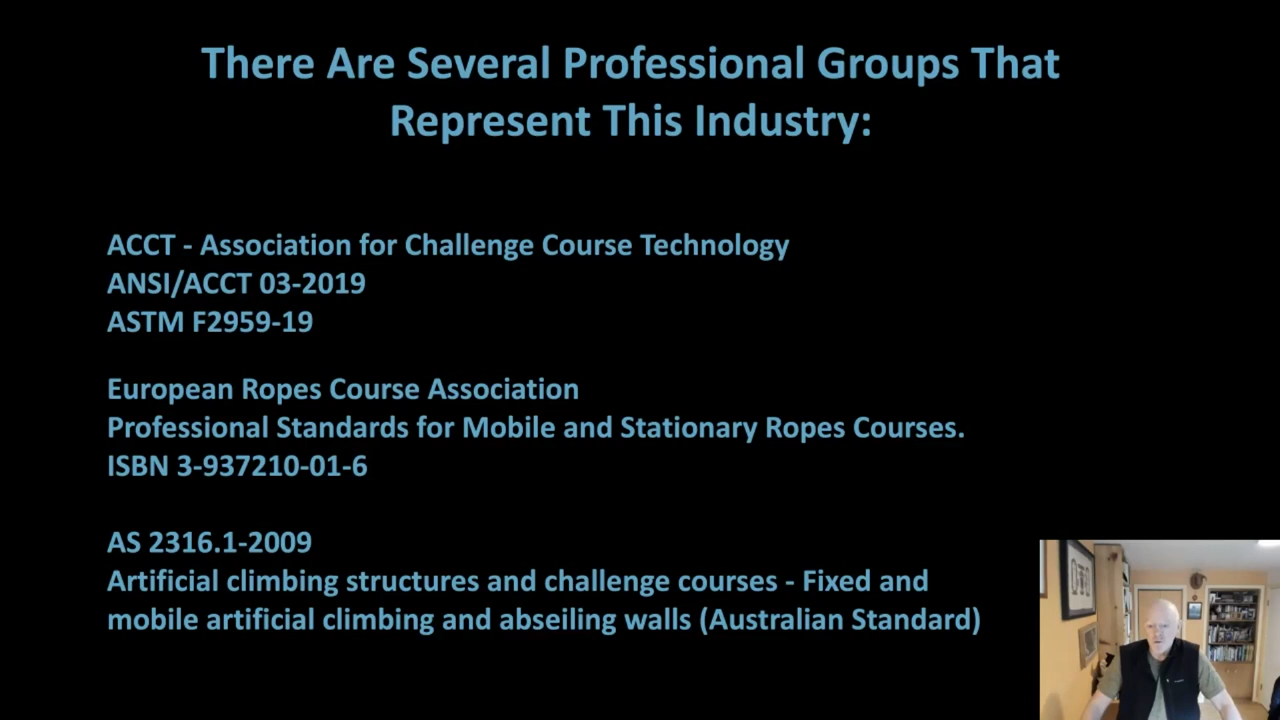 There Are Several Professional Groups That
Represent This Industry:
ACCT - Association for Challenge Course Technology
ANSI/ACCT 03-2019
ASTM F2959-19
European Ropes Course Association
Professional Standards for Mobile and Stationary Ropes Courses.
ISBN 3-937210-01-6
AS 2316.1-2009
Artificial climbing structures and challenge courses - Fixed and
mobile artificial climbing and abseiling walls (Australian Standard)